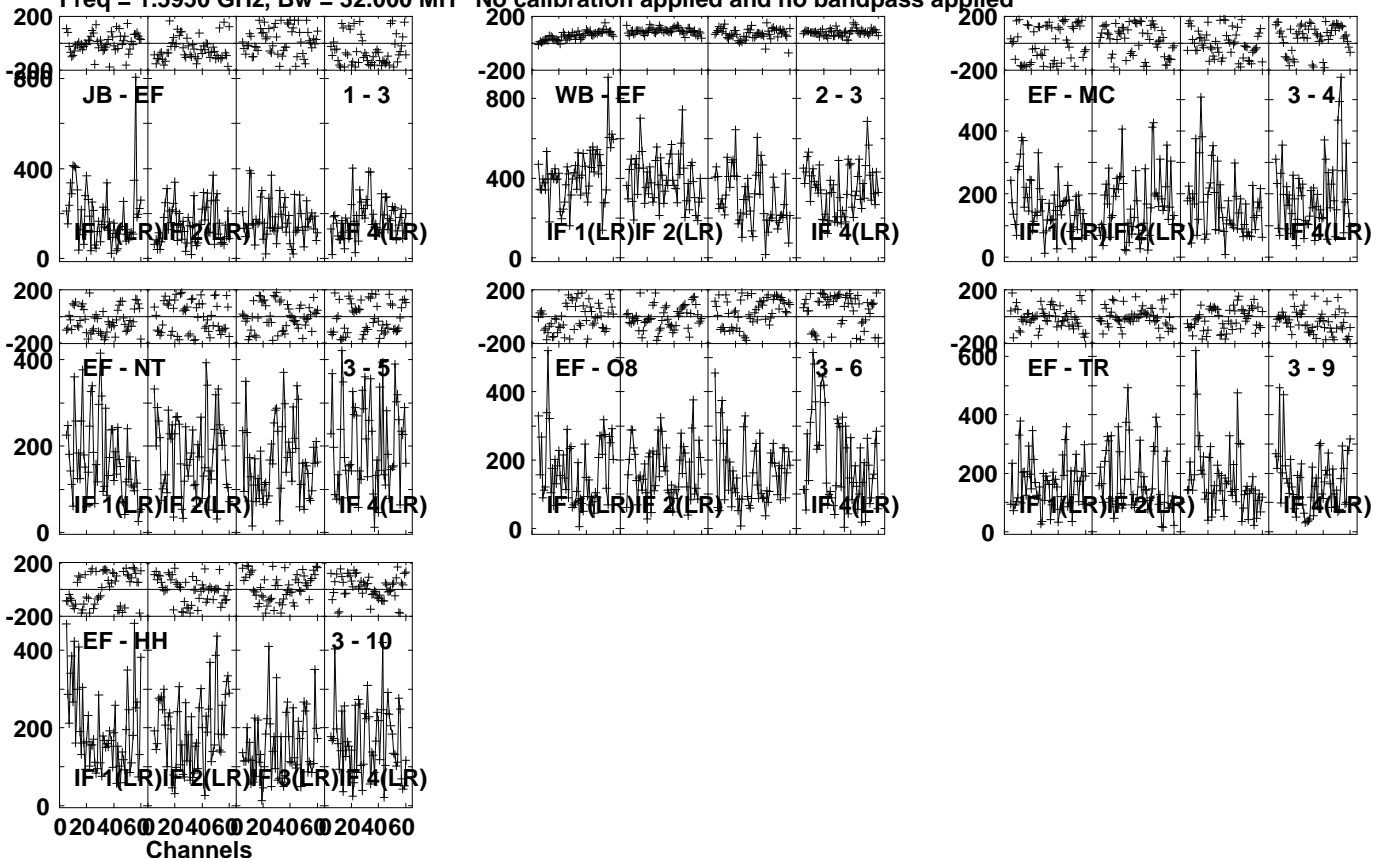 Freq = 1.5950 GHz, Bw = 32.000 MH No calibration applied and no bandpass applied
200
-200
800
400
0
JB - EF
1 - 3
IF 1(LR)
IF 2(LR)
IF 4(LR)
200
-200
800
600
400
200
0
WB - EF
2 - 3
IF 1(LR)
IF 2(LR)
IF 4(LR)
200
-200
400
200
0
EF - MC
3 - 4
IF 1(LR)
IF 2(LR)
IF 4(LR)
200
-200
400
200
0
EF - NT
3 - 5
IF 1(LR)
IF 2(LR)
IF 4(LR)
200
-200
400
200
0
EF - O8
3 - 6
IF 1(LR)
IF 2(LR)
IF 4(LR)
200
-200
600
400
200
0
EF - TR
3 - 9
IF 1(LR)
IF 2(LR)
IF 4(LR)
200
-200
400
200
0
EF - HH
3 - 10
IF 1(LR)
IF 2(LR)
IF 3(LR)
IF 4(LR)
0 20 40 60 0 20 40 60 0 20 40 60 0 20 40 60
Channels